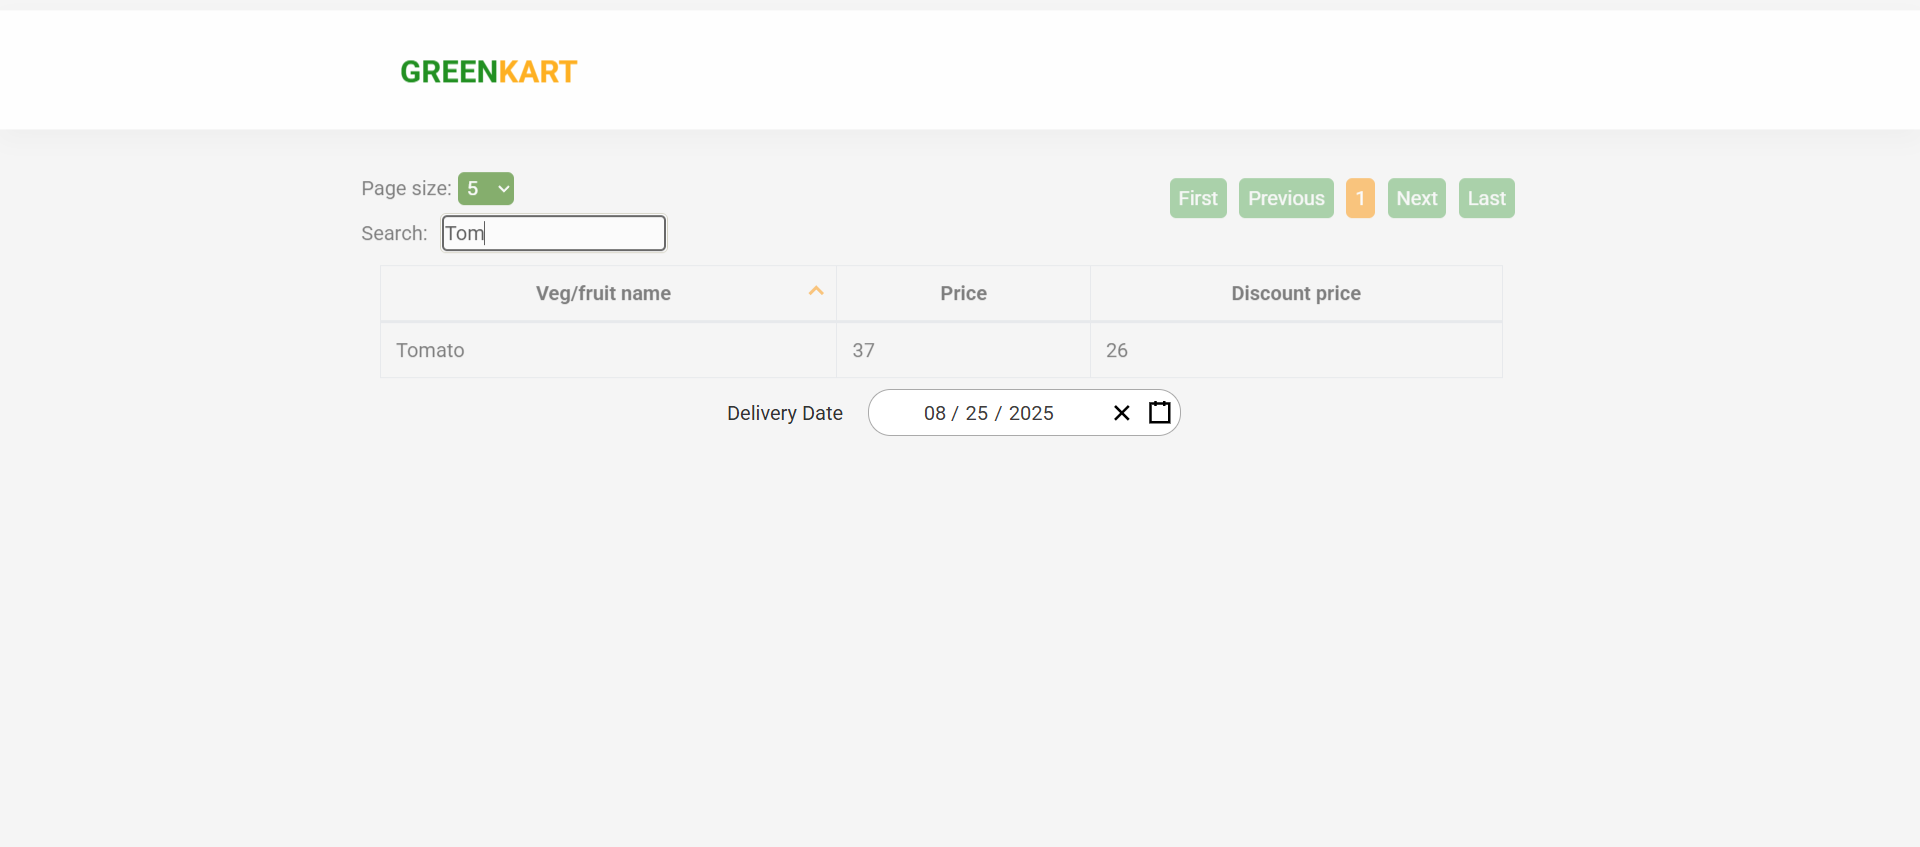 GREENKART
Page size: 5
First Previous 1 Next Last
Search: Tom
Veg/fruit name Price Discount price
Tomato 37 26
Delivery Date 08 / 25 / 2025